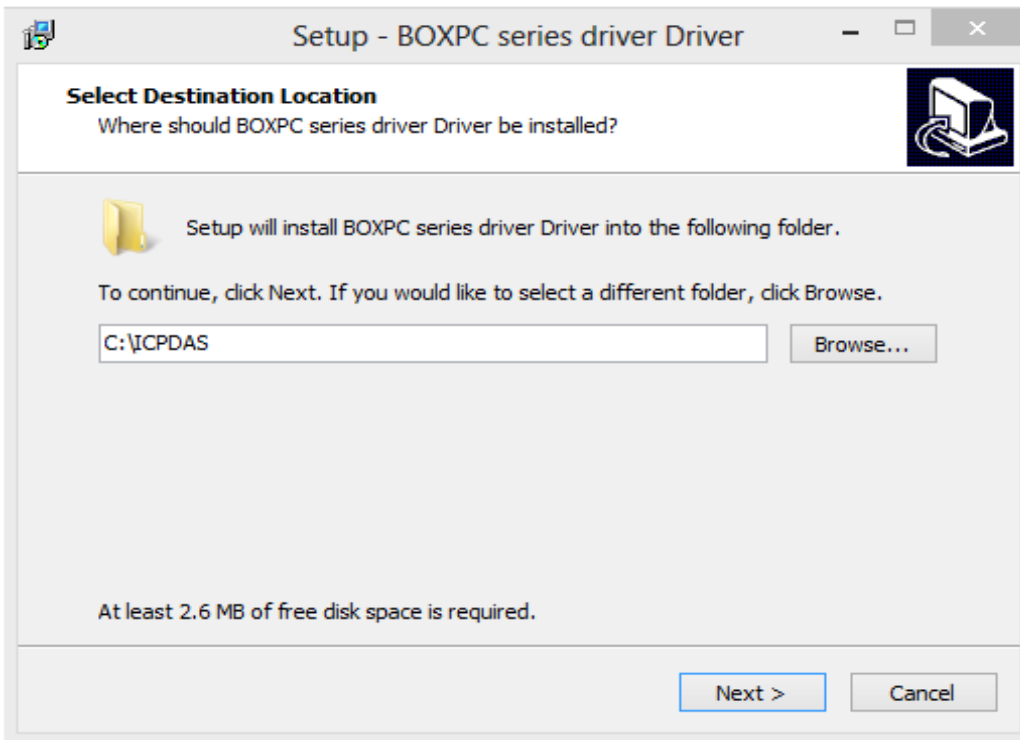 Setup - BOXPC series driver Driver
Select Destination Location
Where should BOXPC series driver Driver be installed?
Setup will install BOXPC series driver Driver into the following folder.
To continue, click Next. If you would like to select a different folder, click Browse.
C:\ICPDAS
Browse...
At least 2.6 MB of free disk space is required.
Next >
Cancel